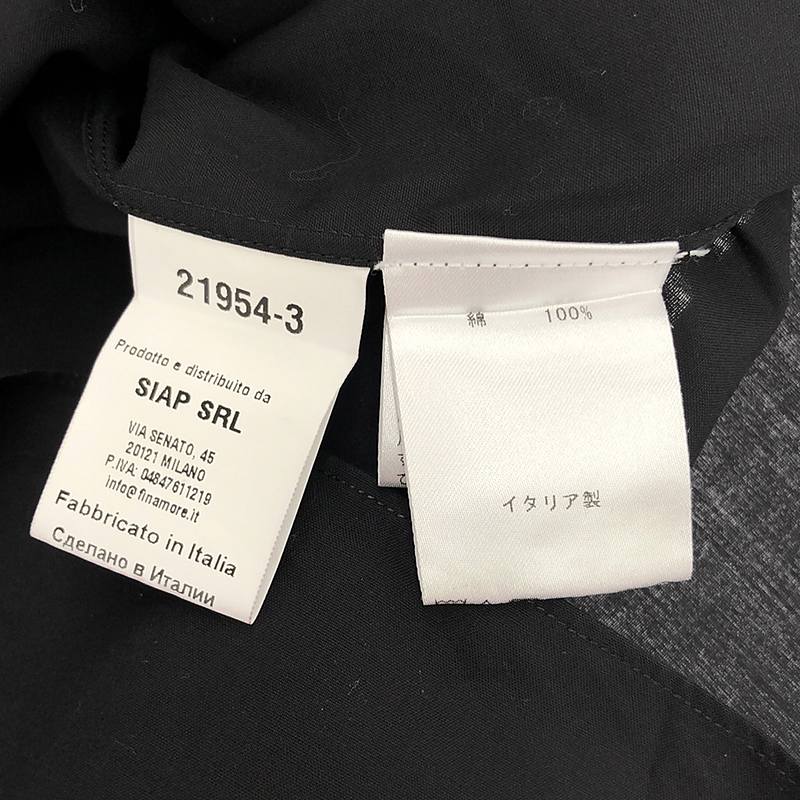 21954-3
Prodotto e distribuito da
SIAP SRL
VIA SENATO, 45
20121 MILANO
P.IVA: 04847611219
info@finamore.it
Fabbricato in Italia
Сделано в Италии
綿 100%
イタリア製